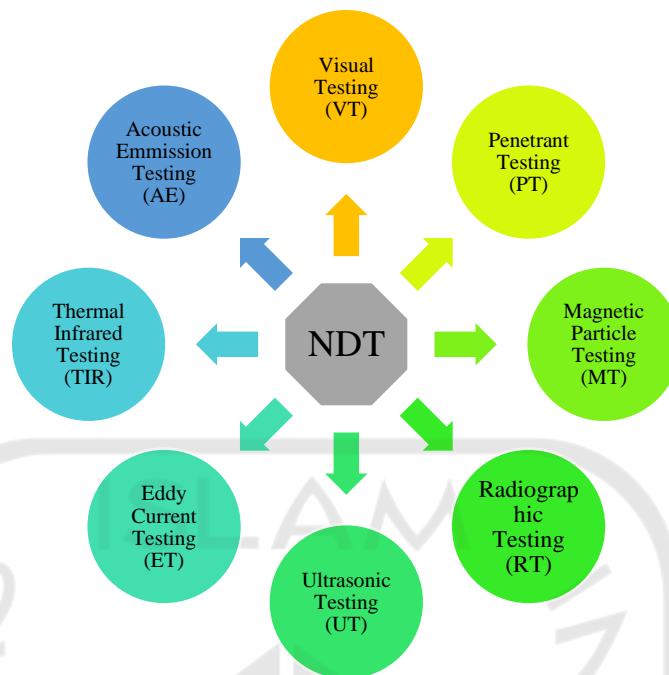 Visual
Testing
(VT)
Penetrant
Testing
(PT)
Magnetic
Particle
Testing
(MT)
Radiograp
hic
Testing
(RT)
Ultrasonic
Testing
(UT)
Eddy
Current
Testing
(ET)
Thermal
Infrared
Testing
(TIR)
Acoustic
Emmission
Testing
(AE)
NDT
ISLAM